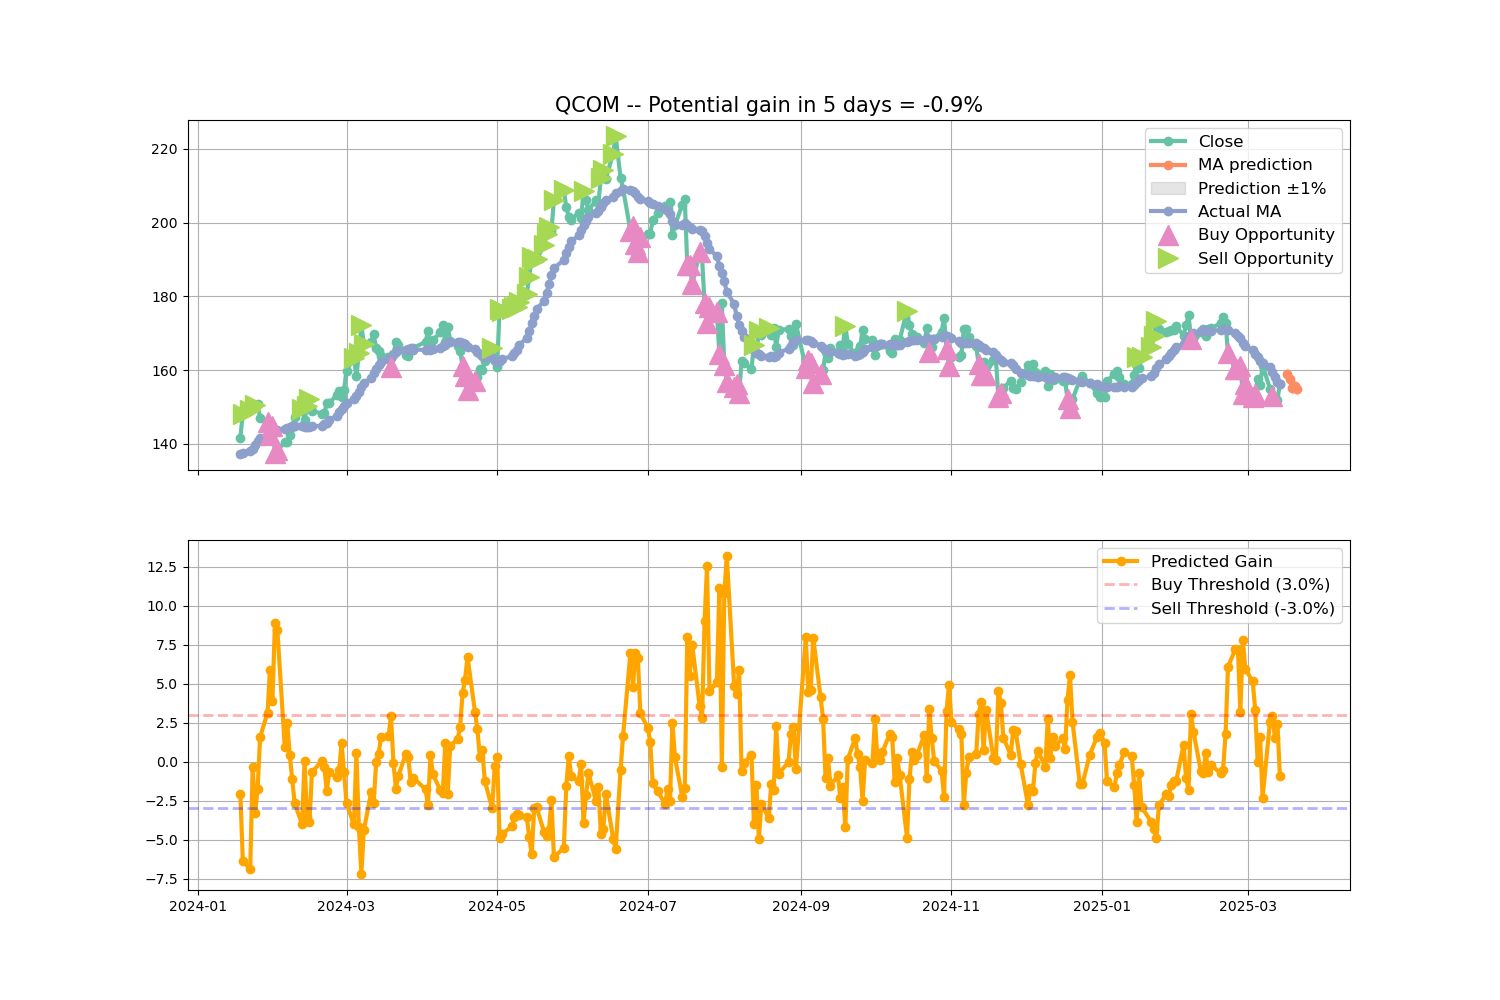 QCOM -- Potential gain in 5 days = -0.9%
220
200
180
160
140
Close
MA prediction
Prediction ±1%
Actual MA
Buy Opportunity
Sell Opportunity
12.5
10.0
7.5
5.0
2.5
0.0
−2.5
−5.0
−7.5
Predicted Gain
Buy Threshold (3.0%)
Sell Threshold (-3.0%)
2024-01
2024-03
2024-05
2024-07
2024-09
2024-11
2025-01
2025-03